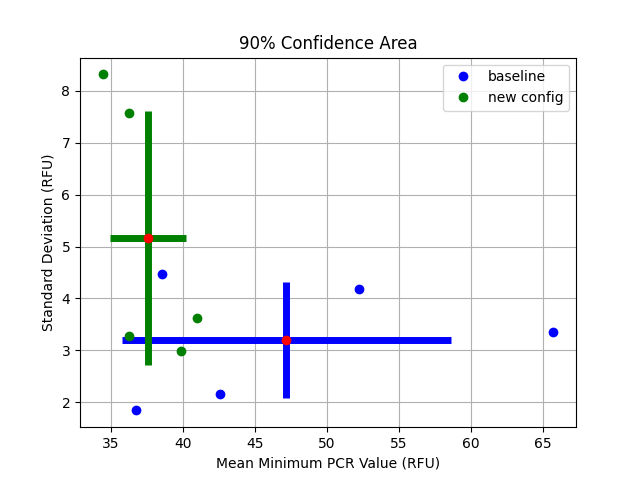 90% Confidence Area
baseline
new config
Standard Deviation (RFU)
8
7
6
5
4
3
2
35 40 45 50 55 60 65
Mean Minimum PCR Value (RFU)